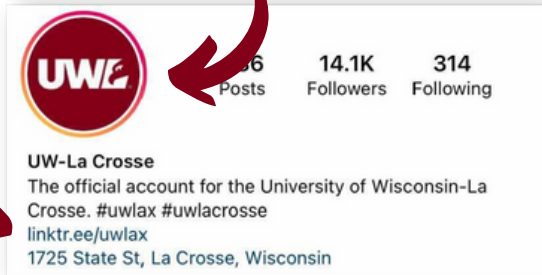 UWL
14.1K 314
Posts Followers Following
UW-La Crosse
The official account for the University of Wisconsin-La
Crosse. #uwlax #uwlacrosse
linktr.ee/uwlax
1725 State St, La Crosse, Wisconsin